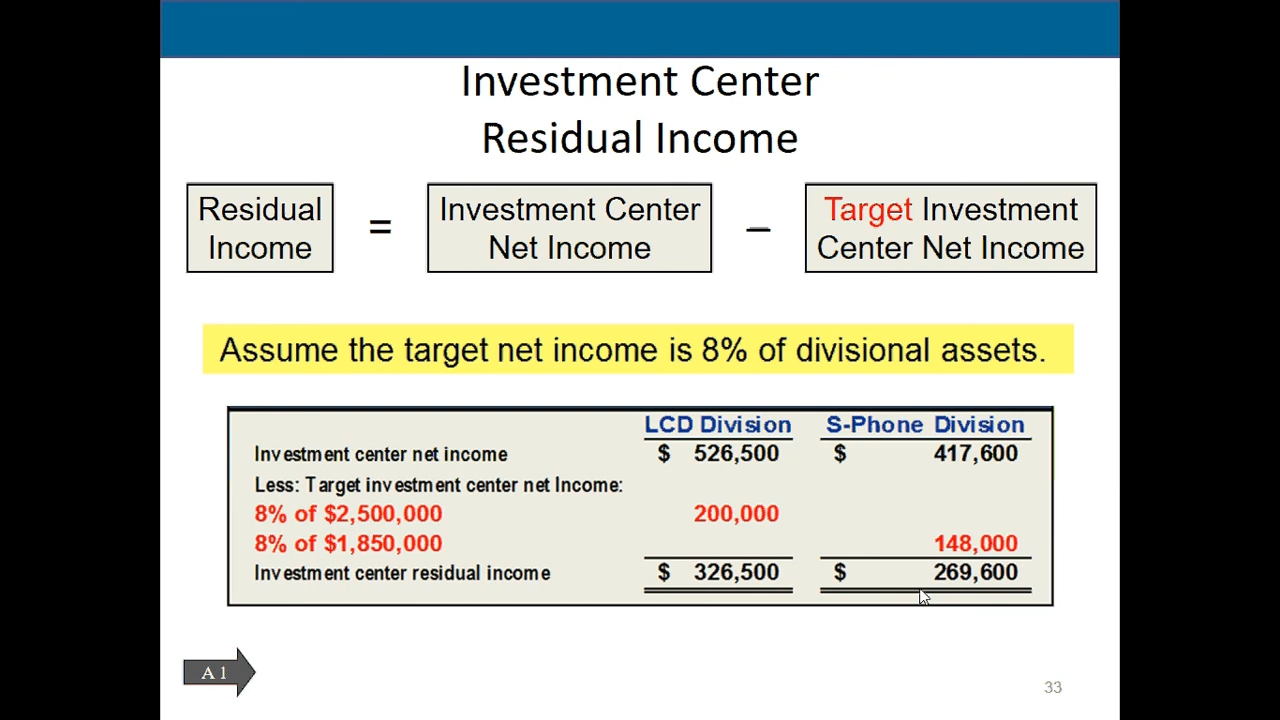 Investment Center
Residual Income
Residual
Income
=
Investment Center
Net Income
–
Target Investment
Center Net Income
Assume the target net income is 8% of divisional assets.
LCD Division S-Phone Division
Investment center net income $ 526,500 $ 417,600
Less: Target investment center net Income:
8% of $2,500,000 200,000
8% of $1,850,000 148,000
Investment center residual income $ 326,500 $ 269,600
A 1
33